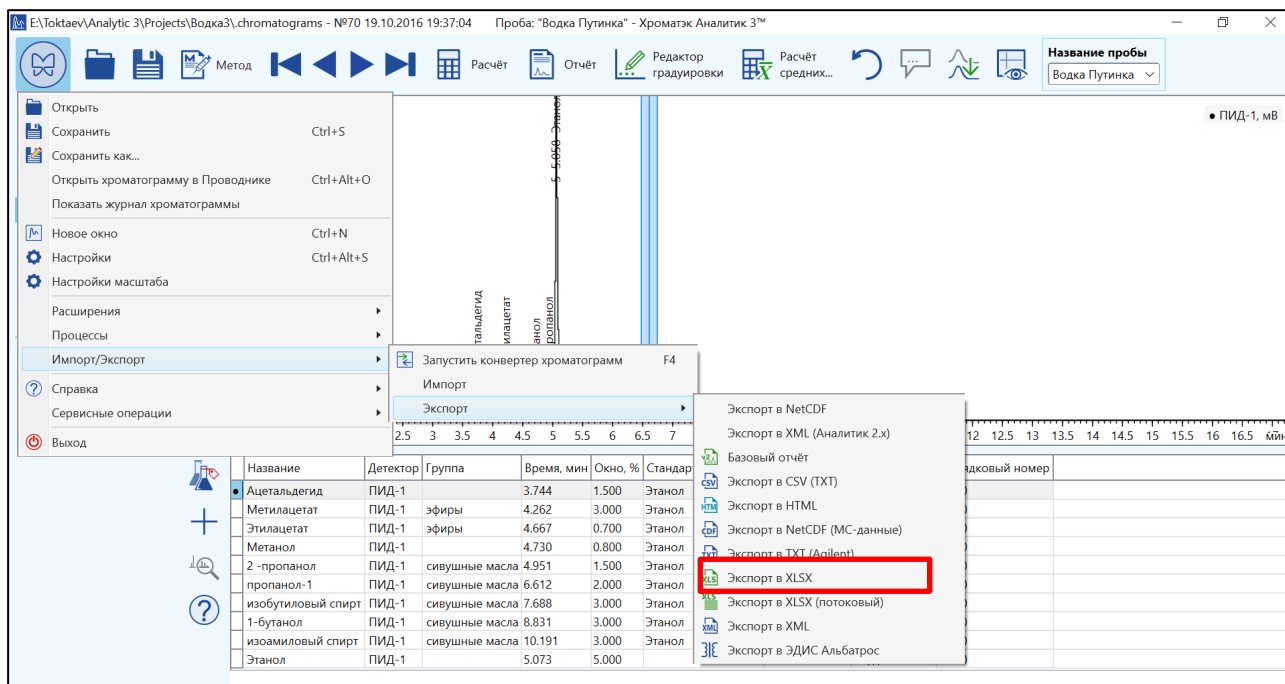 E:\Toktaev\Analytic 3\Projects\Водка3\.chromatograms - №70 19.10.2016 19:37:04 Проба: "Водка Путинка" - Хроматэк Аналитик 3™
Метод Расчёт Отчёт Редактор градуировки Расчёт средних... Название пробы
Водка Путинка
Открыть
Сохранить Ctrl+S
Сохранить как...
Открыть хроматограмму в Проводнике Ctrl+Alt+O
Показать журнал хроматограммы
Новое окно Ctrl+N
Настройки Ctrl+Alt+S
Настройки масштаба
Расширения
Процессы
Импорт/Экспорт
Справка
Сервисные операции
Выход
5 5.058 Этанол
● ПИД-1, мВ
Запустить конвертер хроматограмм F4
Импорт
Экспорт
Экспорт в NetCDF
Экспорт в XML (Аналитик 2.x)
Базовый отчёт
Экспорт в CSV (TXT)
Экспорт в HTML
Экспорт в NetCDF (МС-данные)
Экспорт в TXT (Agilent)
Экспорт в XLSX
Экспорт в XLSX (потоковый)
Экспорт в XML
Экспорт в ЭДИС Альбатрос
2.5 3 3.5 4 4.5 5 5.5 6 6.5 7 12 12.5 13 13.5 14 14.5 15 15.5 16 16.5
Название Детектор Группа Время, мин Окно, % Стандар ядковый номер
Ацетальдегид ПИД-1 3.744 1.500 Этанол
Метилацетат ПИД-1 эфиры 4.262 3.000 Этанол
Этилацетат ПИД-1 эфиры 4.667 0.700 Этанол
Метанол ПИД-1 4.730 0.800 Этанол
2 -пропанол ПИД-1 сивушные масла 4.951 1.500 Этанол
пропанол-1 ПИД-1 сивушные масла 6.612 2.000 Этанол
изобутиловый спирт ПИД-1 сивушные масла 7.688 3.000 Этанол
1-бутанол ПИД-1 сивушные масла 8.831 3.000 Этанол
изоамиловый спирт ПИД-1 сивушные масла 10.191 3.000 Этанол
Этанол ПИД-1 5.073 5.000